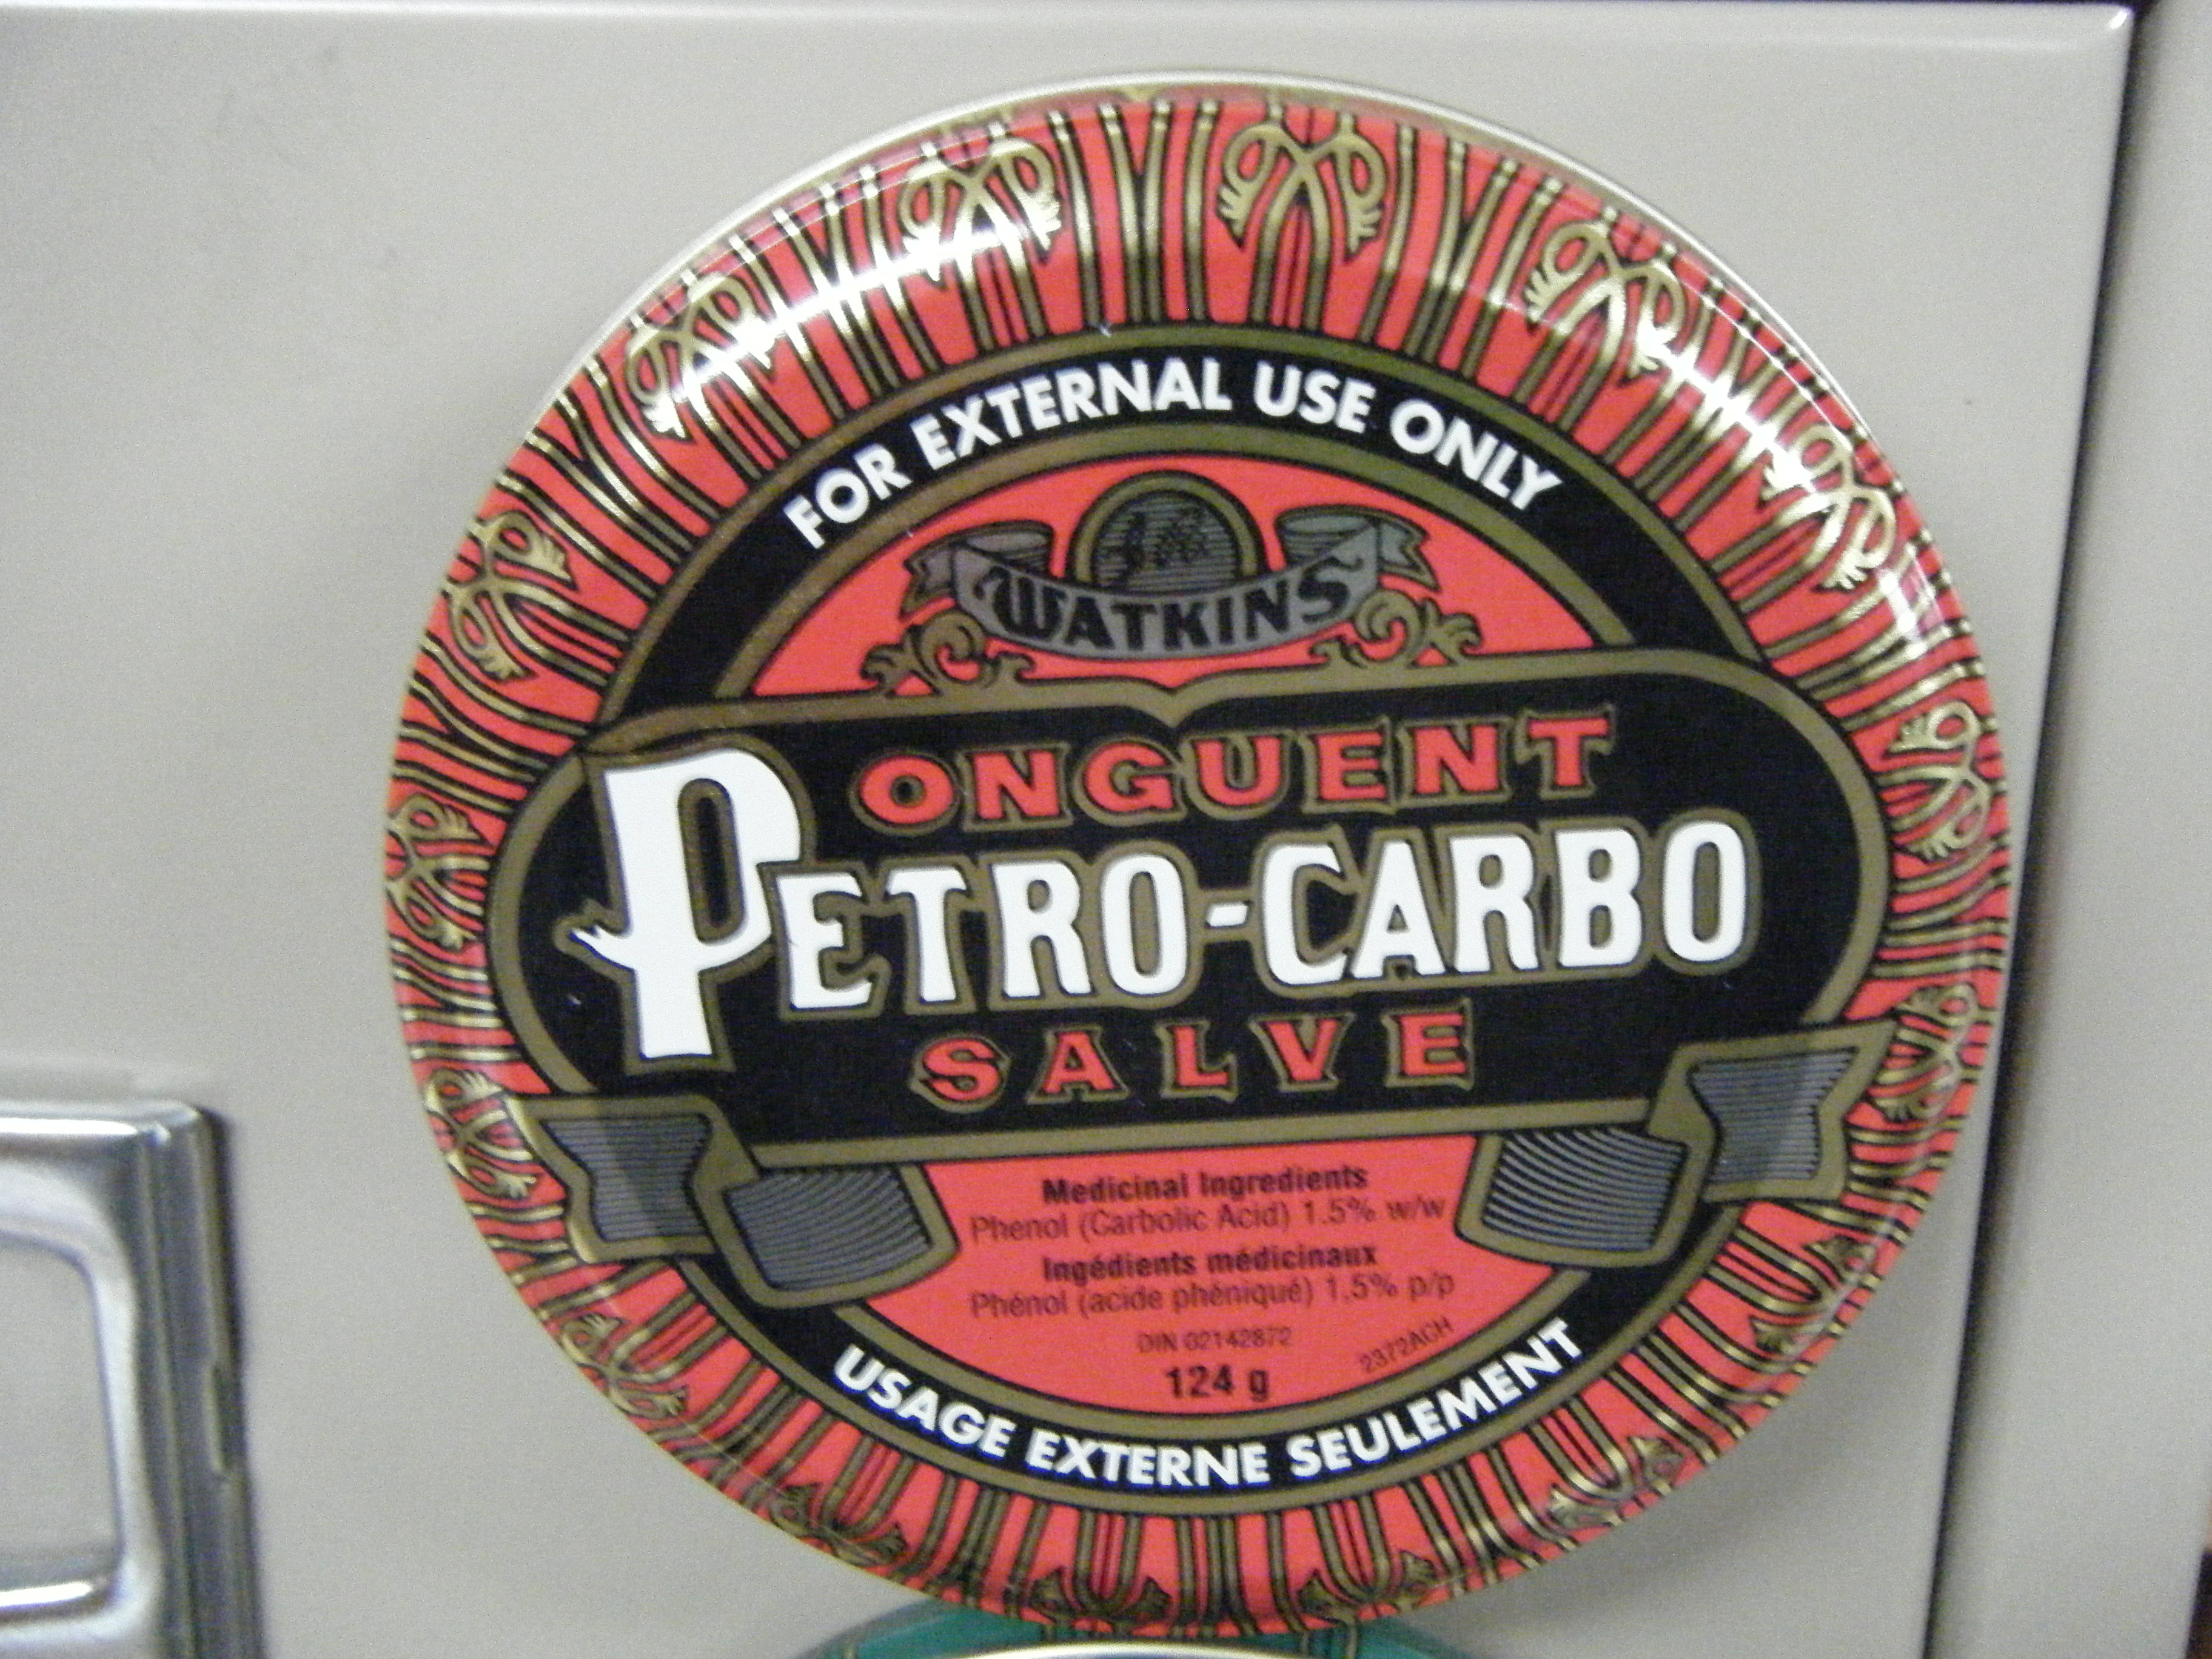 FOR EXTERNAL USE ONLY
J.R.
WATKINS
ONGUENT
PETRO-CARBO
SALVE
Medicinal Ingredients
Phenol (Carbolic Acid) 1.5% w/w
Ingédients médicinaux
Phénol (acide phéniqué) 1,5% p/p
DIN 02142872
2372ACH
124 g
USAGE EXTERNE SEULEMENT